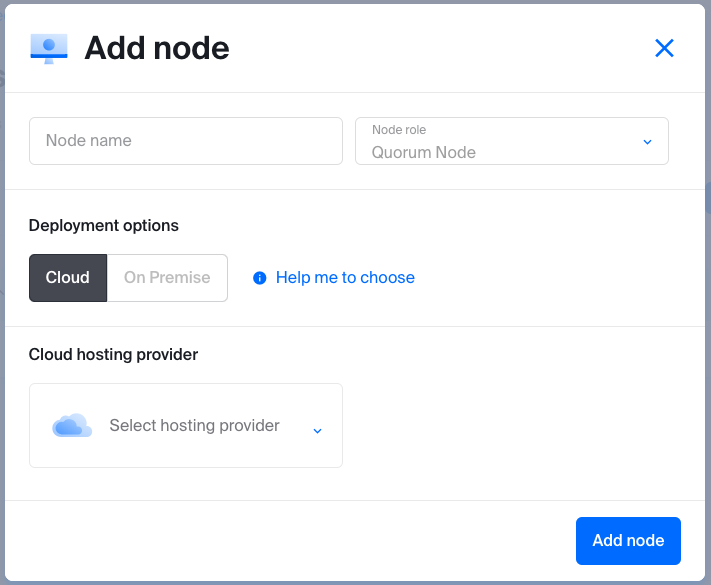 Add node
Node name
Node role
Quorum Node
Deployment options
Cloud
On Premise
Help me to choose
Cloud hosting provider
Select hosting provider
Add node